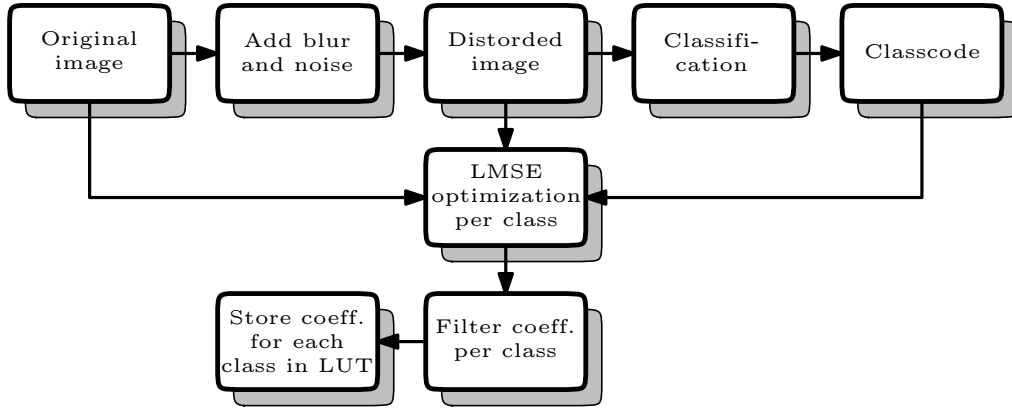 Original
image
Add blur
and noise
Distorded
image
Classifi-
cation
Classcode
LMSE
optimization
per class
Store coeff.
for each
class in LUT
Filter coeff.
per class